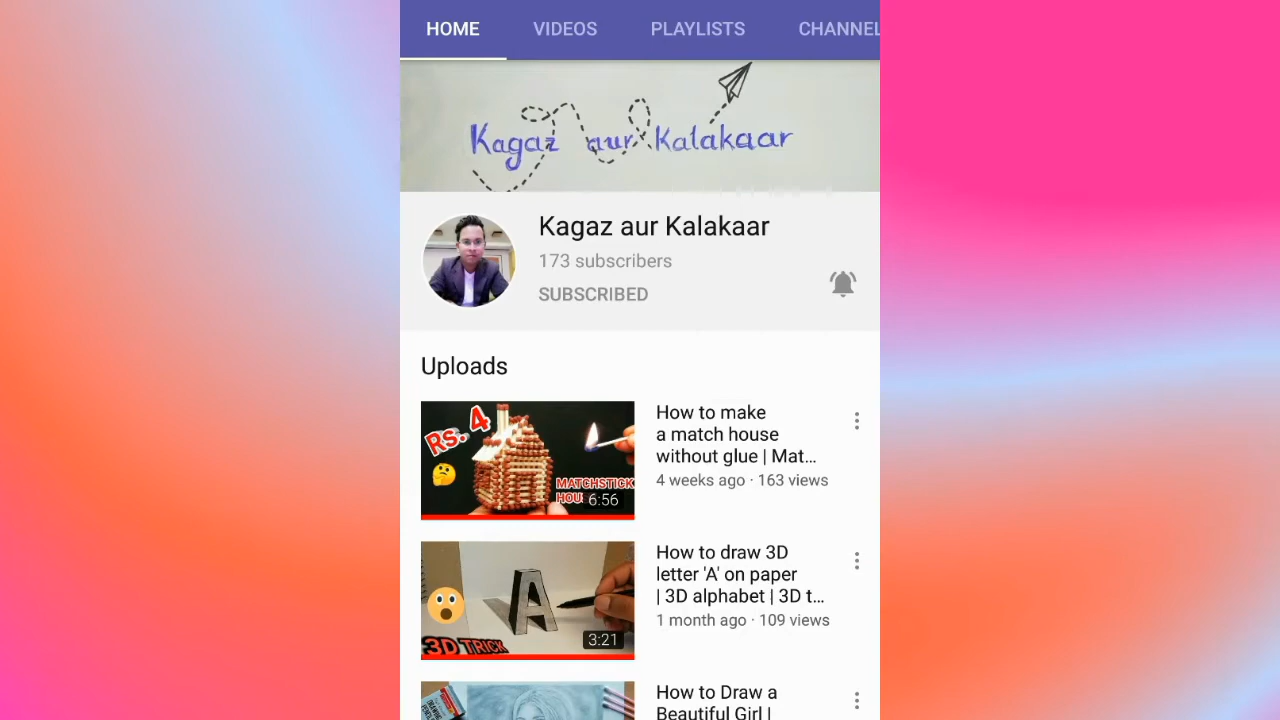 HOME VIDEOS PLAYLISTS CHANNEL
Kagaz aur Kalakaar
Kagaz aur Kalakaar
173 subscribers
SUBSCRIBED
Uploads
RS. 4
MATCHSTICK
HOUS
6:56
How to make
a match house
without glue | Mat...
4 weeks ago · 163 views
A
3D TRICK
3:21
How to draw 3D
letter 'A' on paper
| 3D alphabet | 3D t...
1 month ago · 109 views
How to Draw a
Beautiful Girl |